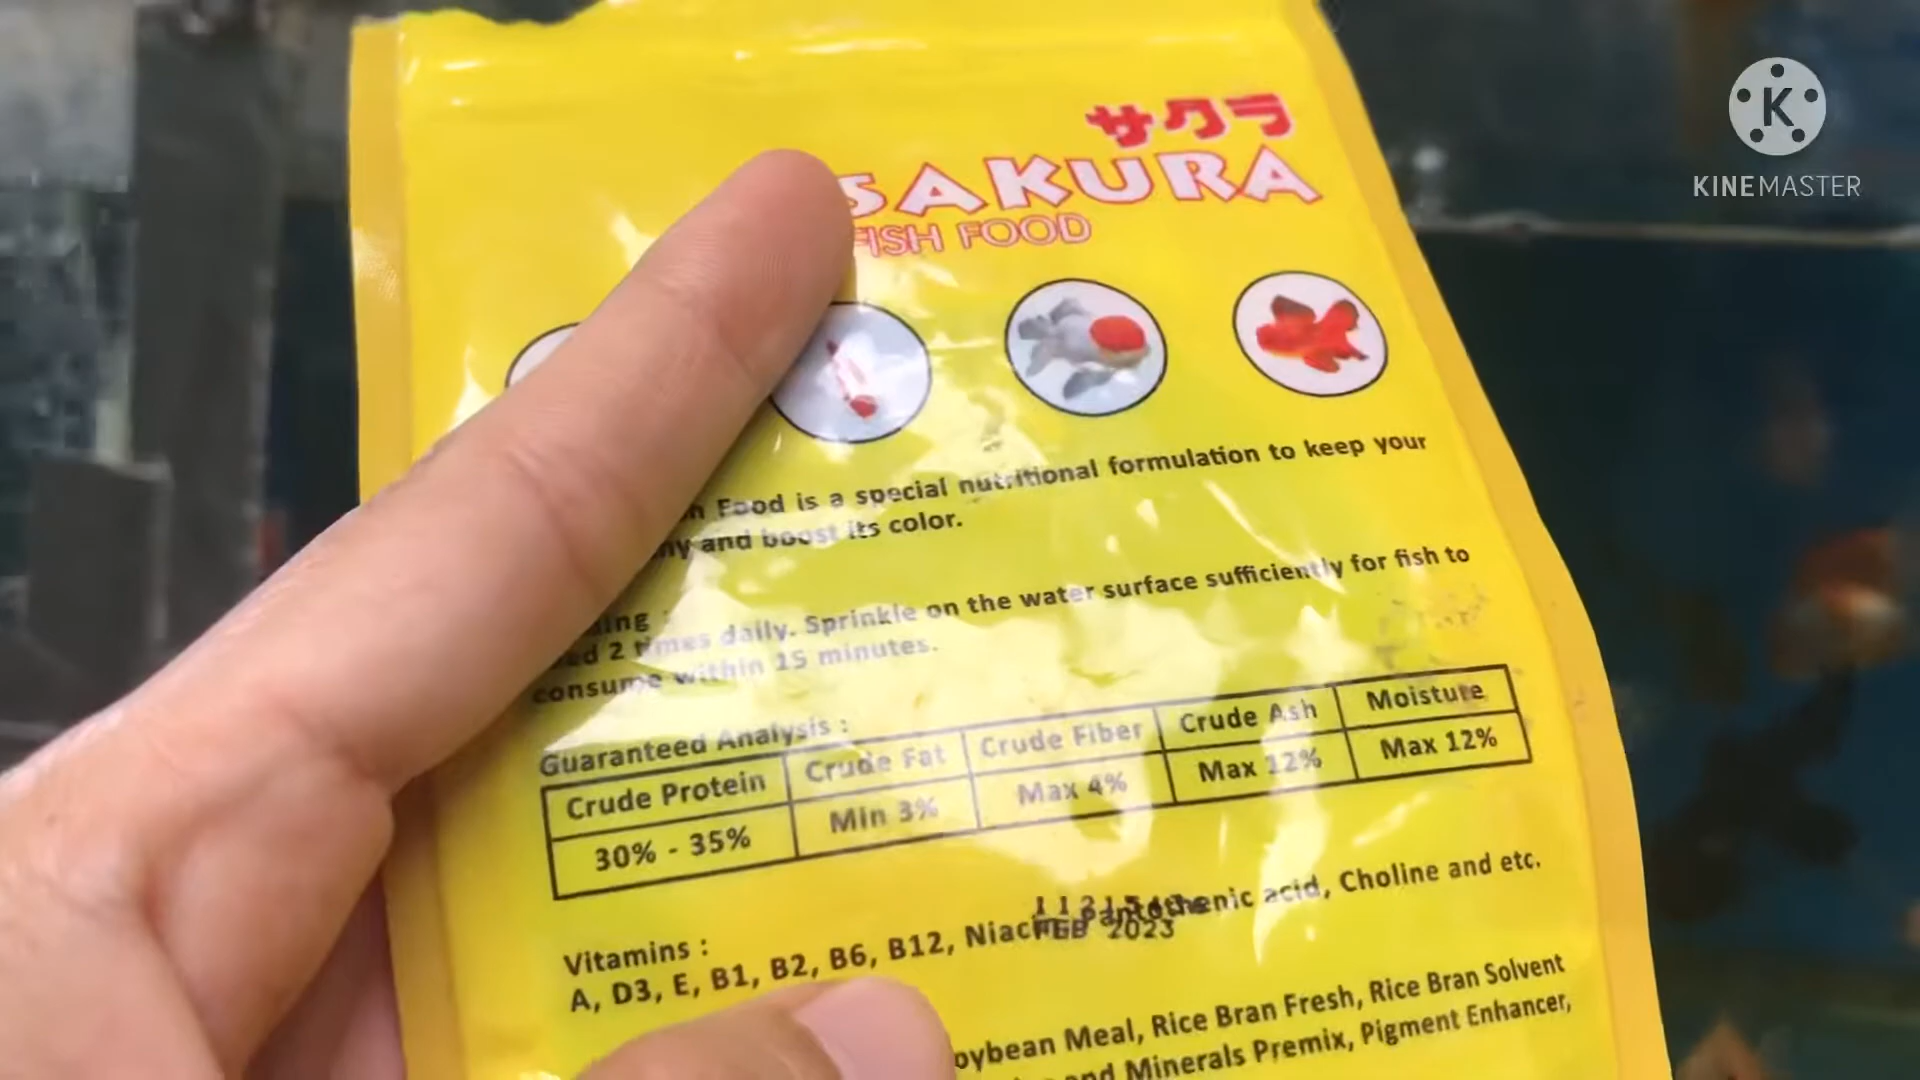 サクラ
SAKURA
FISH FOOD
K
KINEMASTER
Food is a special nutritional formulation to keep your
and boost its color.
2 times daily. Sprinkle on the water surface sufficiently for fish to
consume within 15 minutes.
Guaranteed Analysis :
Crude Protein Crude Fat Crude Fiber Crude Ash Moisture
30% - 35% Min 3% Max 4% Max 12% Max 12%
Vitamins :
A, D3, E, B1, B2, B6, B12, Niacin, Pantothenic acid, Choline and etc.
FEB 2023
Meal, Rice Bran Fresh, Rice Bran Solvent
and Minerals Premix, Pigment Enhancer,